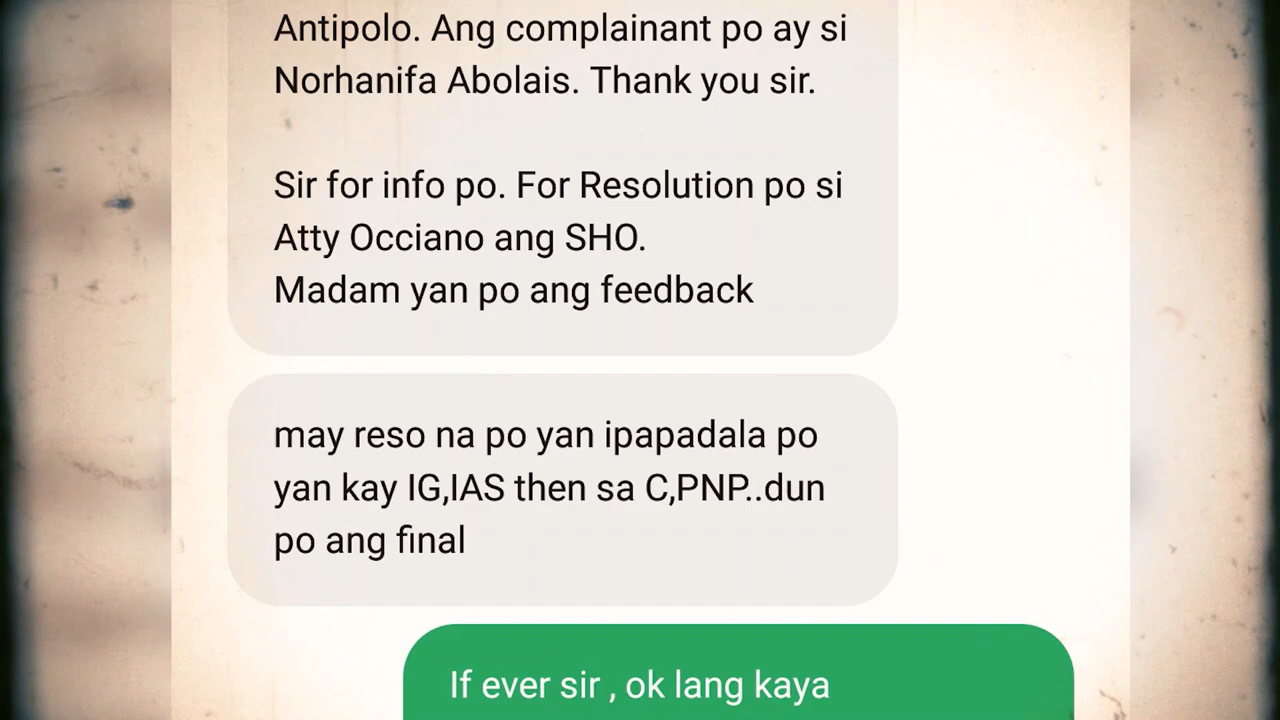 Antipolo. Ang complainant po ay si
Norhanifa Abolais. Thank you sir.
Sir for info po. For Resolution po si
Atty Occiano ang SHO.
Madam yan po ang feedback
may reso na po yan ipapadala po
yan kay IG,IAS then sa C,PNP..dun
po ang final
If ever sir , ok lang kaya